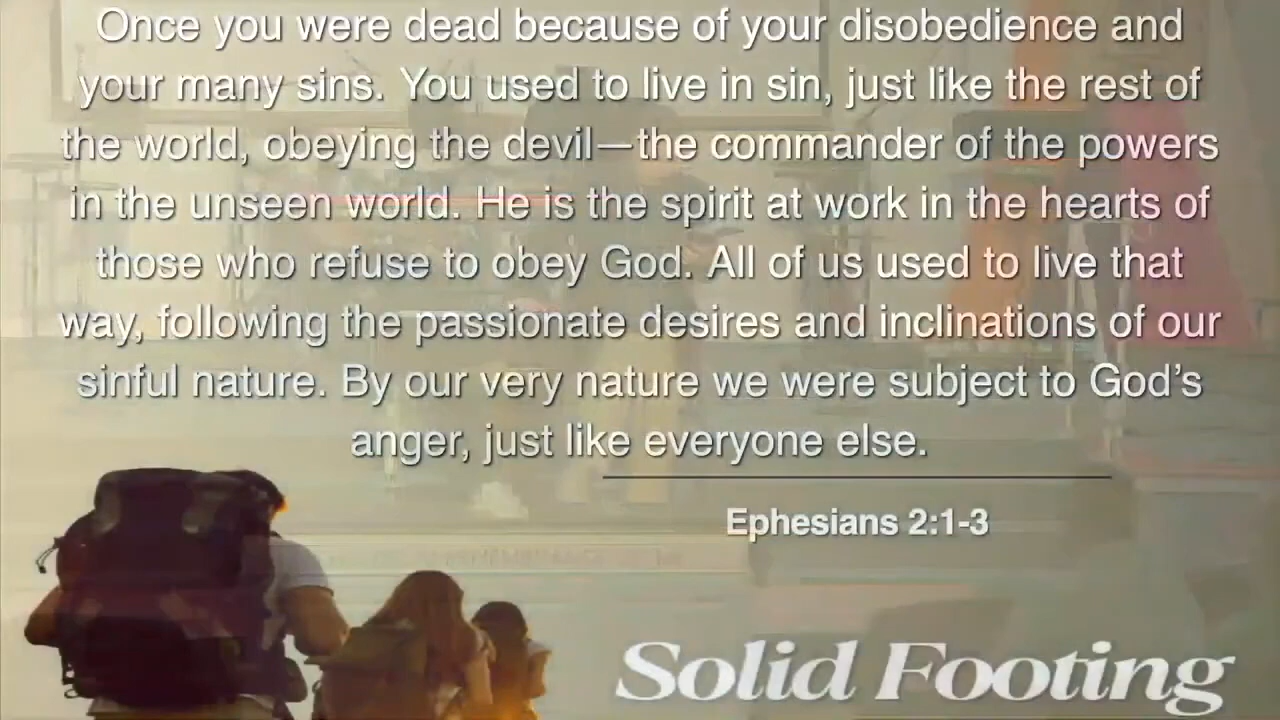 Once you were dead because of your disobedience and
your many sins. You used to live in sin, just like the rest of
the world, obeying the devil—the commander of the powers
in the unseen world. He is the spirit at work in the hearts of
those who refuse to obey God. All of us used to live that
way, following the passionate desires and inclinations of our
sinful nature. By our very nature we were subject to God’s
anger, just like everyone else.
Ephesians 2:1-3
Solid Footing